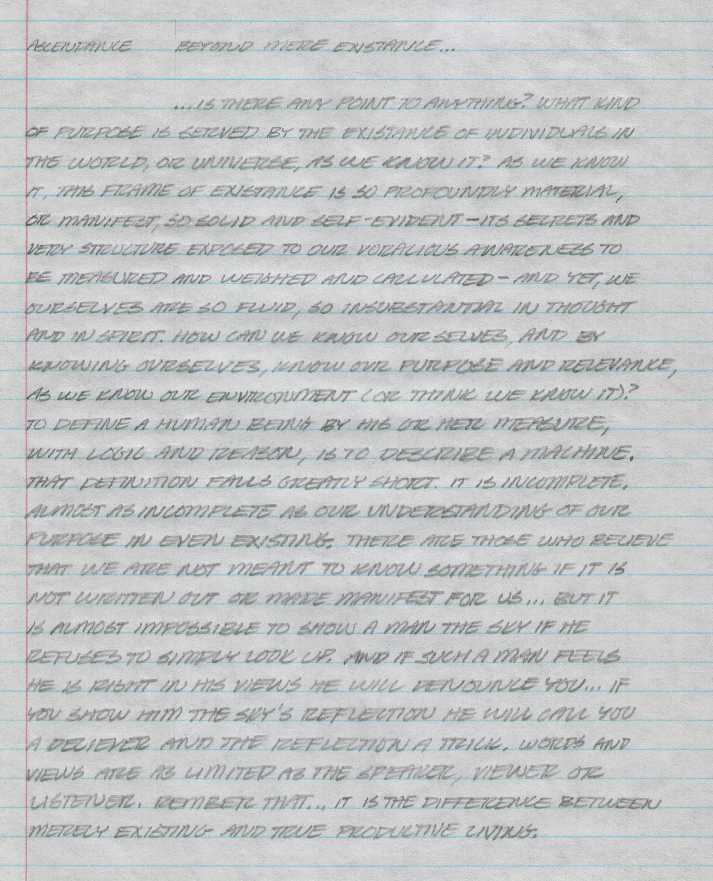 ASCENDANCE BEYOND MERE EXISTANCE...
...IS THERE ANY POINT TO ANYTHING? WHAT KIND
OF PURPOSE IS SERVED BY THE EXISTANCE OF INDIVIDUALS IN
THE WORLD, OR UNIVERSE, AS WE KNOW IT? AS WE KNOW
IT, THIS FRAME OF EXISTANCE IS SO PROFOUNDLY MATERIAL,
OR MANIFEST, SO SOLID AND SELF-EVIDENT - ITS SECRETS AND
VERY STRUCTURE EXPOSED TO OUR VORACIOUS AWARENESS TO
BE MEASURED AND WEIGHED AND CALCULATED - AND YET, WE
OURSELVES ARE SO FLUID, SO INSUBSTANTIAL IN THOUGHT
AND IN SPIRIT. HOW CAN WE KNOW OURSELVES, AND BY
KNOWING OURSELVES, KNOW OUR PURPOSE AND RELEVANCE,
AS WE KNOW OUR ENVIRONMENT (OR THINK WE KNOW IT)?
TO DEFINE A HUMAN BEING BY HIS OR HER MEASURE,
WITH LOGIC AND REASON, IS TO DESCRIBE A MACHINE.
THAT DEFINITION FALLS GREATLY SHORT. IT IS INCOMPLETE.
ALMOST AS INCOMPLETE AS OUR UNDERSTANDING OF OUR
PURPOSE IN EVEN EXISTING. THERE ARE THOSE WHO BELIEVE
THAT WE ARE NOT MEANT TO KNOW SOMETHING IF IT IS
NOT WRITTEN OUT OR MADE MANIFEST FOR US... BUT IT
IS ALMOST IMPOSSIBLE TO SHOW A MAN THE SKY IF HE
REFUSES TO SIMPLY LOOK UP. AND IF SUCH A MAN FEELS
HE IS RIGHT IN HIS VIEWS HE WILL DENOUNCE YOU... IF
YOU SHOW HIM THE SKY'S REFLECTION HE WILL CALL YOU
A DECIEVER AND THE REFLECTION A TRICK. WORDS AND
VIEWS ARE AS LIMITED AS THE SPEAKER, VIEWER OR
LISTENER. REMBER THAT... IT IS THE DIFFERENCE BETWEEN
MERELY EXISTING AND TRUE PRODUCTIVE LIVING.